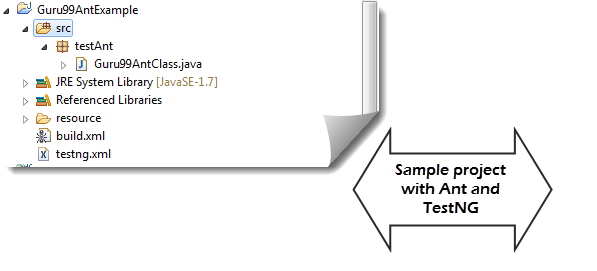 Guru99AntExample
src
testAnt
Guru99AntClass.java
JRE System Library [JavaSE-1.7]
Referenced Libraries
resource
build.xml
testng.xml
Sample project
with Ant and
TestNG